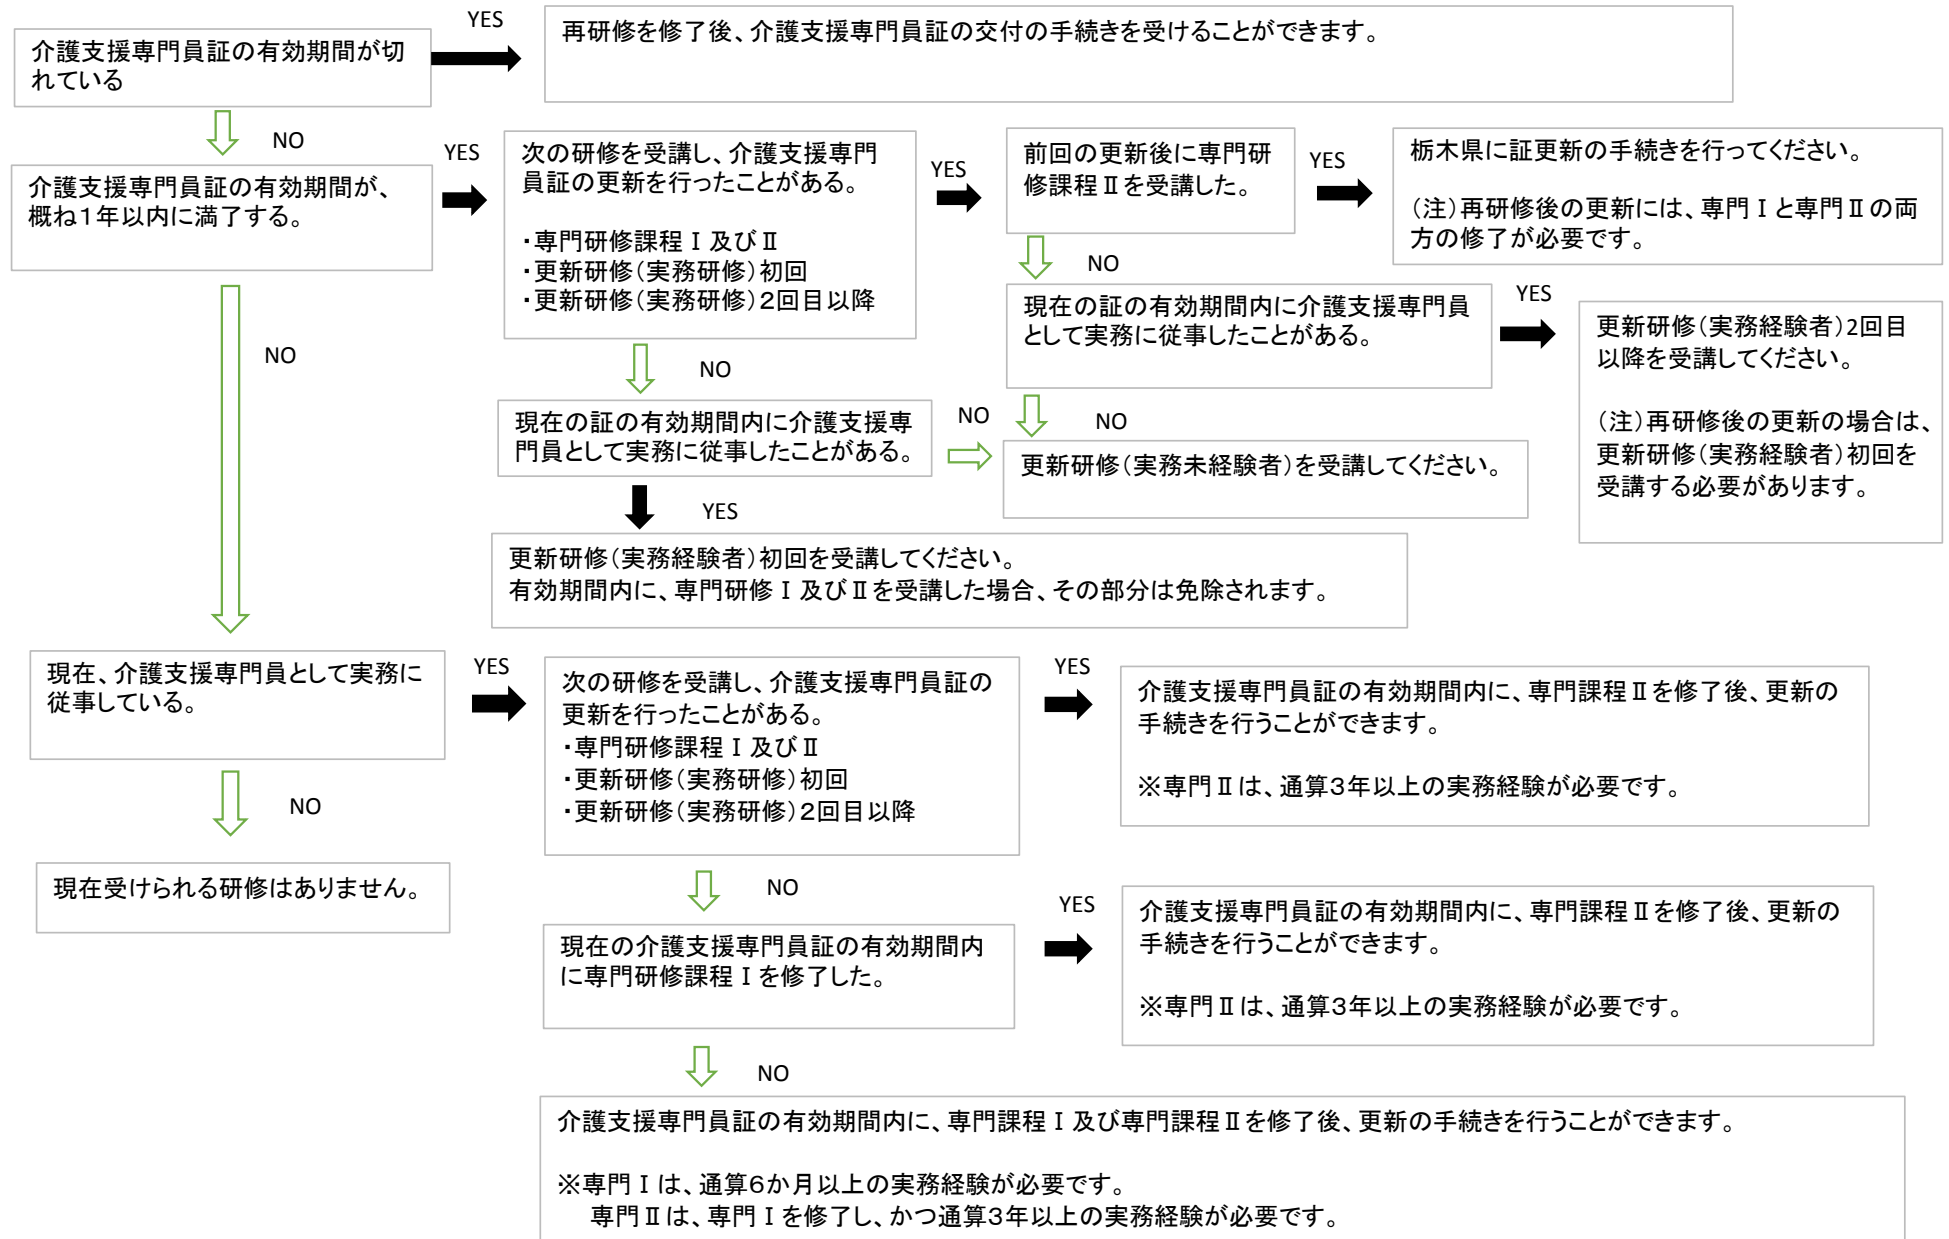 YES
再研修を修了後、介護支援専門員証の交付の手続きを受けることができます。
介護支援専門員証の有効期間が切
れている
NO
YES
次の研修を受講し、介護支援専門
員証の更新を行ったことがある。
・専門研修課程Ⅰ及びⅡ
・更新研修（実務研修）初回
・更新研修（実務研修）２回目以降
YES
前回の更新後に専門研
修課程Ⅱを受講した。
YES
栃木県に証更新の手続きを行ってください。
（注）再研修後の更新には、専門Ⅰと専門Ⅱの両
方の修了が必要です。
介護支援専門員証の有効期間が、
概ね１年以内に満了する。
NO
現在の証の有効期間内に介護支援専門員
として実務に従事したことがある。
YES
更新研修（実務経験者）2回目
以降を受講してください。
（注）再研修後の更新の場合は、
更新研修（実務経験者）初回を
受講する必要があります。
NO
NO
現在の証の有効期間内に介護支援専
門員として実務に従事したことがある。
NO
NO
更新研修（実務未経験者）を受講してください。
YES
更新研修（実務経験者）初回を受講してください。
有効期間内に、専門研修Ⅰ及びⅡを受講した場合、その部分は免除されます。
現在、介護支援専門員として実務に
従事している。
YES
次の研修を受講し、介護支援専門員証の
更新を行ったことがある。
・専門研修課程Ⅰ及びⅡ
・更新研修（実務研修）初回
・更新研修（実務研修）２回目以降
YES
介護支援専門員証の有効期間内に、専門課程Ⅱを修了後、更新の
手続きを行うことができます。
※専門Ⅱは、通算３年以上の実務経験が必要です。
NO
現在受けられる研修はありません。
NO
現在の介護支援専門員証の有効期間内
に専門研修課程Ⅰを修了した。
YES
介護支援専門員証の有効期間内に、専門課程Ⅱを修了後、更新の
手続きを行うことができます。
※専門Ⅱは、通算３年以上の実務経験が必要です。
NO
介護支援専門員証の有効期間内に、専門課程Ⅰ及び専門課程Ⅱを修了後、更新の手続きを行うことができます。
※専門Ⅰは、通算６か月以上の実務経験が必要です。
専門Ⅱは、専門Ⅰを修了し、かつ通算３年以上の実務経験が必要です。